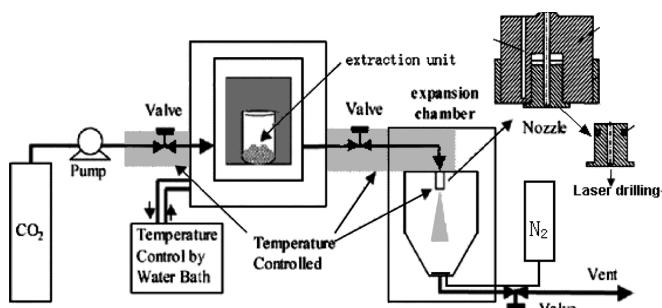 extraction unit
Valve
Valve
expansion
chamber
Nozzle
Pump
Laser drilling
CO2
Temperature
Control by
Water Bath
Temperature
Controlled
N2
Vent
Valve